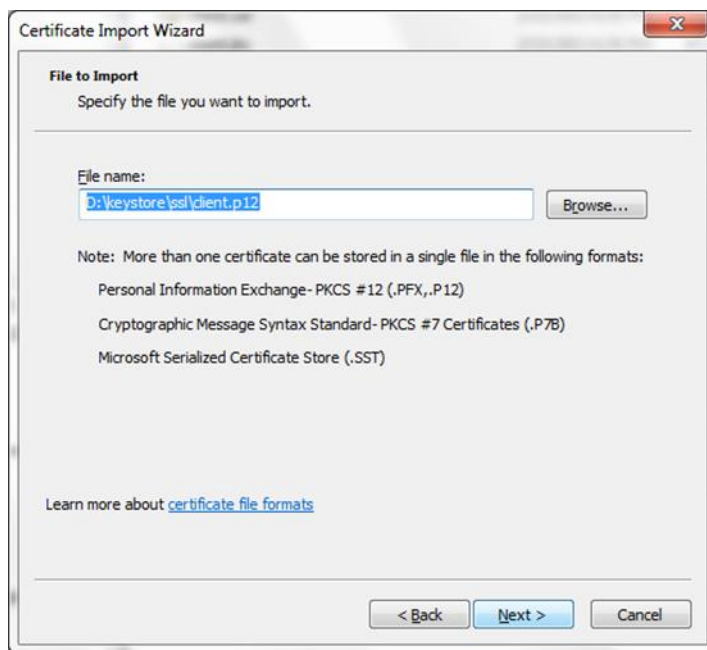 Certificate Import Wizard
File to Import
Specify the file you want to import.
File name:
D:\keystore\ssl\client.p12
Browse...
Note: More than one certificate can be stored in a single file in the following formats:
Personal Information Exchange- PKCS #12 (.PFX,.P12)
Cryptographic Message Syntax Standard- PKCS #7 Certificates (.P7B)
Microsoft Serialized Certificate Store (.SST)
Learn more about certificate file formats
< Back
Next >
Cancel